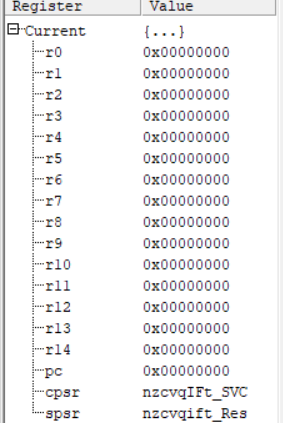 Register Value
Current {...}
r0 0x00000000
r1 0x00000000
r2 0x00000000
r3 0x00000000
r4 0x00000000
r5 0x00000000
r6 0x00000000
r7 0x00000000
r8 0x00000000
r9 0x00000000
r10 0x00000000
r11 0x00000000
r12 0x00000000
r13 0x00000000
r14 0x00000000
pc 0x00000000
cpsr nzcvqIFt_SVC
spsr nzcvqift_Res